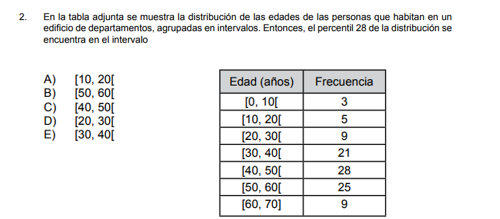 2. En la tabla adjunta se muestra la distribución de las edades de las personas que habitan en un
edificio de departamentos, agrupadas en intervalos. Entonces, el percentil 28 de la distribución se
encuentra en el intervalo
A) [10, 20[
B) [50, 60[
C) [40, 50[
D) [20, 30[
E) [30, 40[
Edad (años) Frecuencia
[0, 10[ 3
[10, 20[ 5
[20, 30[ 9
[30, 40[ 21
[40, 50[ 28
[50, 60[ 25
[60, 70] 9